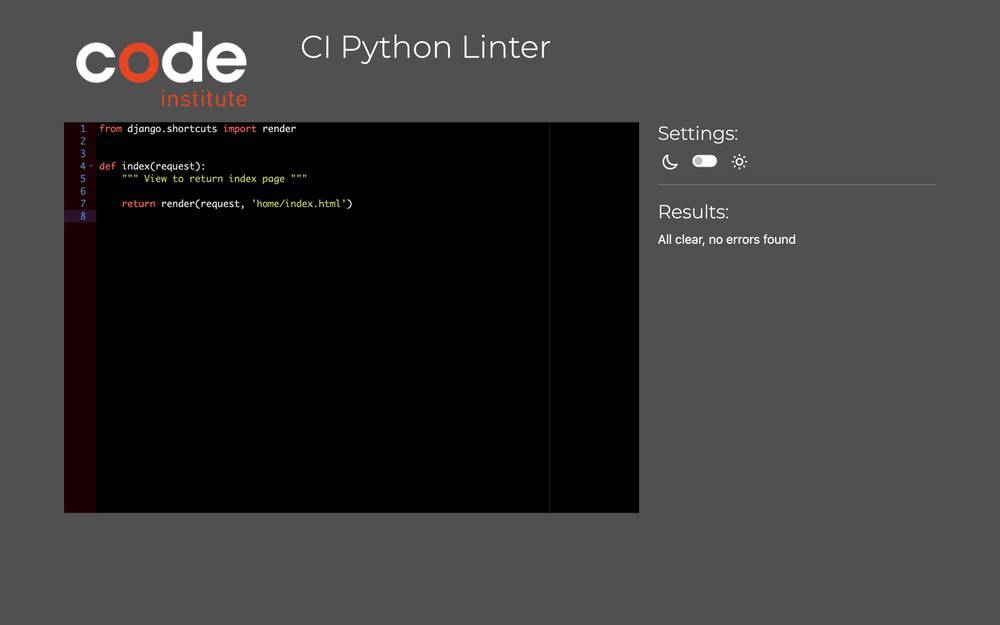 code
institute
CI Python Linter
1 from django.shortcuts import render
2
3
4 def index(request):
5     """ View to return index page """
6
7     return render(request, 'home/index.html')
8
Settings:
Results:
All clear, no errors found